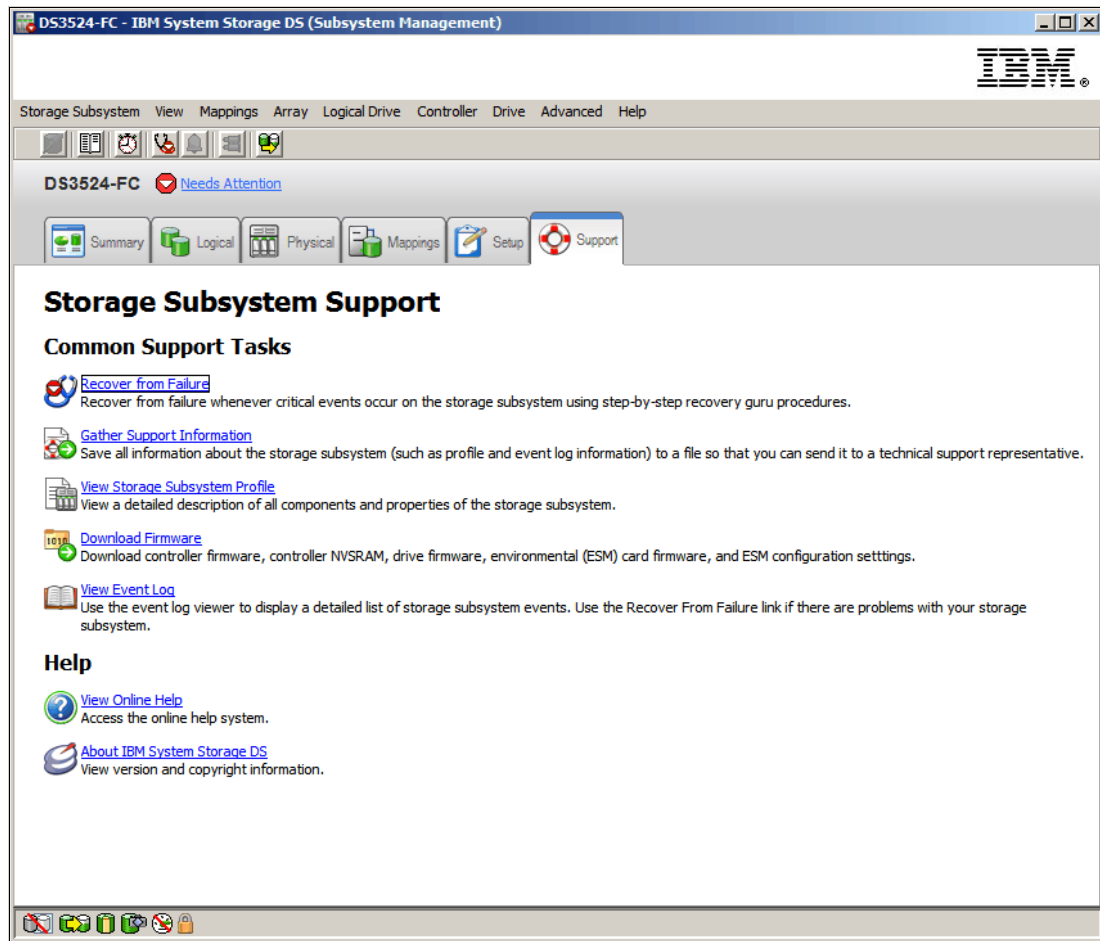 DS3524-FC - IBM System Storage DS (Subsystem Management)
IBM®
Storage Subsystem View Mappings Array Logical Drive Controller Drive Advanced Help
DS3524-FC Needs Attention
Summary Logical Physical Mappings Setup Support
Storage Subsystem Support
Common Support Tasks
Recover from Failure
Recover from failure whenever critical events occur on the storage subsystem using step-by-step recovery guru procedures.
Gather Support Information
Save all information about the storage subsystem (such as profile and event log information) to a file so that you can send it to a technical support representative.
View Storage Subsystem Profile
View a detailed description of all components and properties of the storage subsystem.
1010
Download Firmware
Download controller firmware, controller NVSRAM, drive firmware, environmental (ESM) card firmware, and ESM configuration setttings.
View Event Log
Use the event log viewer to display a detailed list of storage subsystem events. Use the Recover From Failure link if there are problems with your storage
subsystem.
Help
View Online Help
Access the online help system.
About IBM System Storage DS
View version and copyright information.